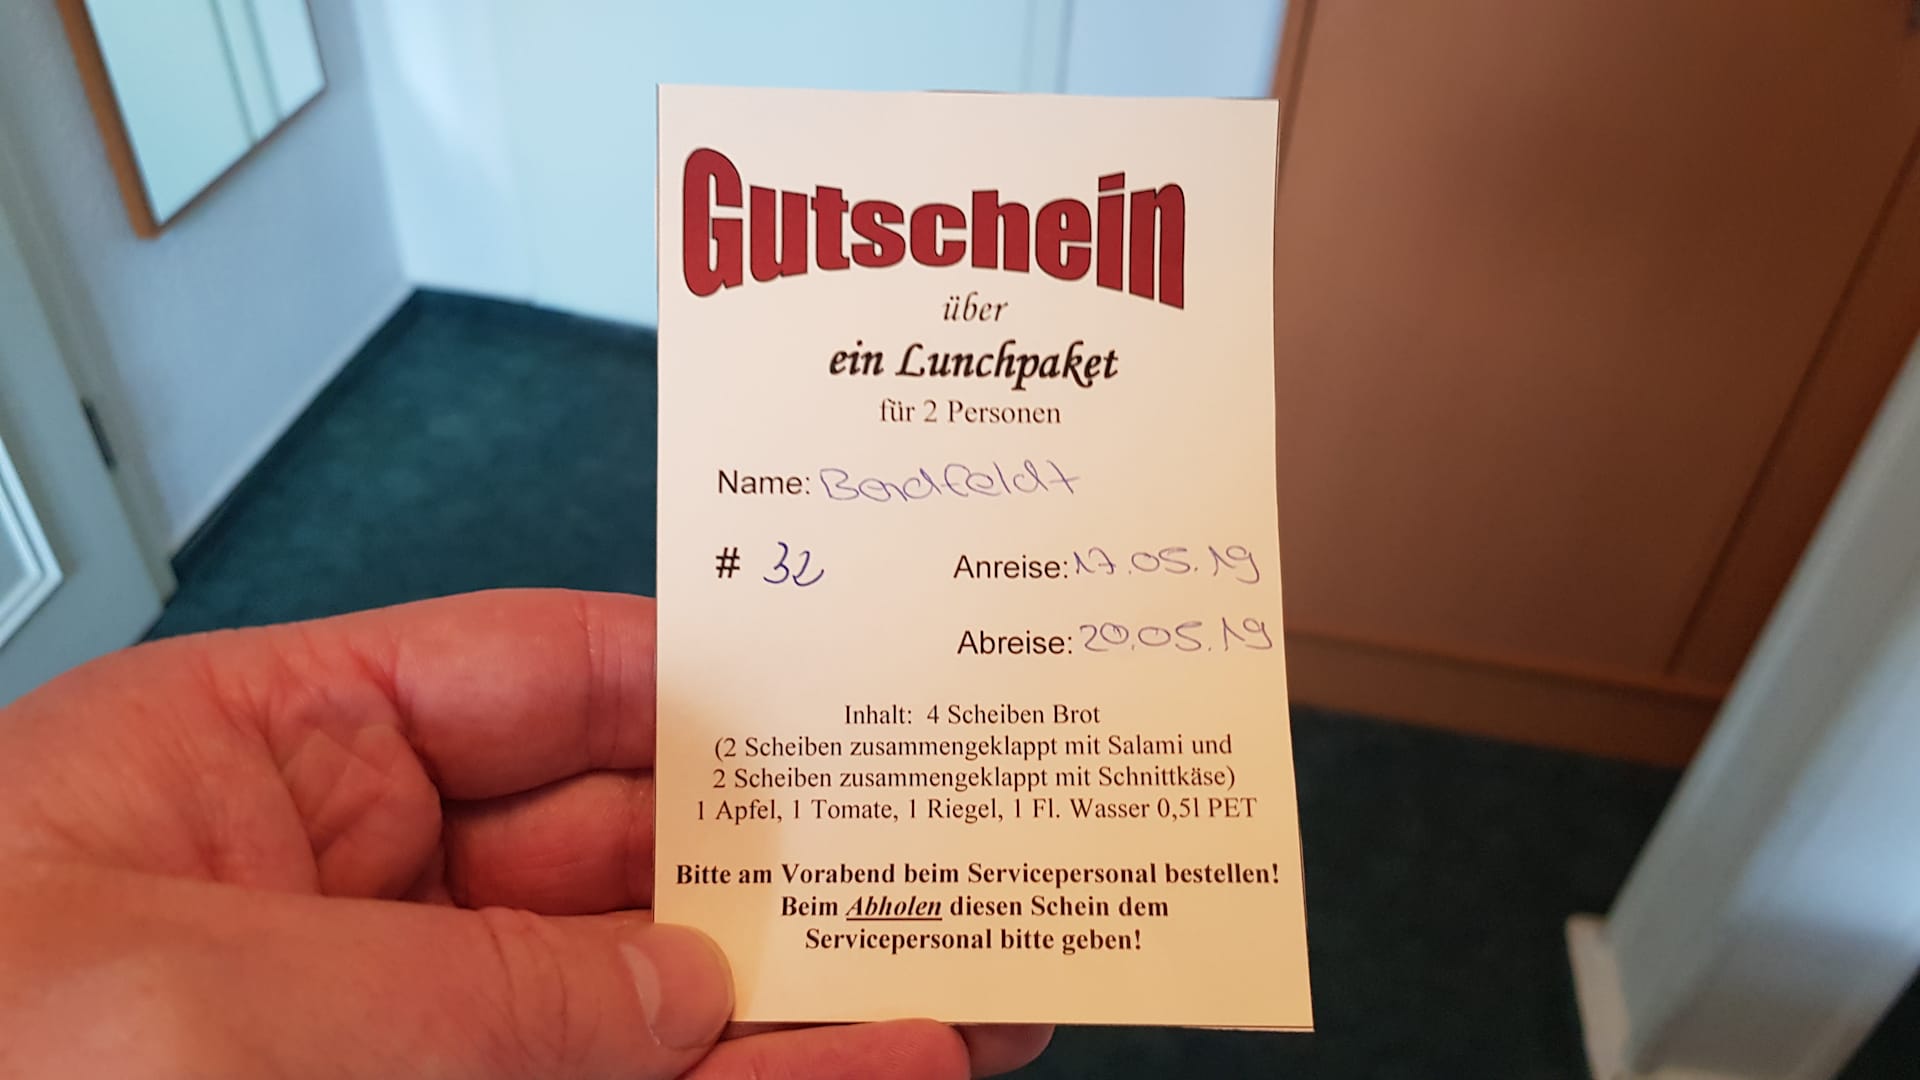 Gutschein
über
ein Lunchpaket
für 2 Personen
Name: Bordfeldt
# 32 Anreise: 17.05.19
Abreise: 20.05.19
Inhalt: 4 Scheiben Brot
(2 Scheiben zusammengeklappt mit Salami und
2 Scheiben zusammengeklappt mit Schnittkäse)
1 Apfel, 1 Tomate, 1 Riegel, 1 Fl. Wasser 0,5l PET
Bitte am Vorabend beim Servicepersonal bestellen!
Beim Abholen diesen Schein dem
Servicepersonal bitte geben!